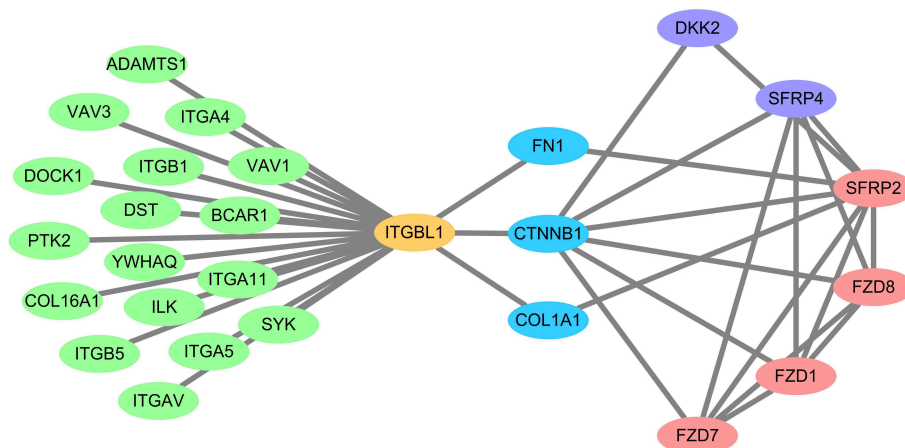 DKK2
ADAMTS1
SFRP4
VAV3
ITGA4
FN1
ITGB1
VAV1
DOCK1
SFRP2
DST
BCAR1
ITGBL1
CTNNB1
PTK2
YWHAQ
ITGA11
FZD8
COL16A1
ILK
SYK
COL1A1
ITGB5
ITGA5
FZD1
ITGAV
FZD7